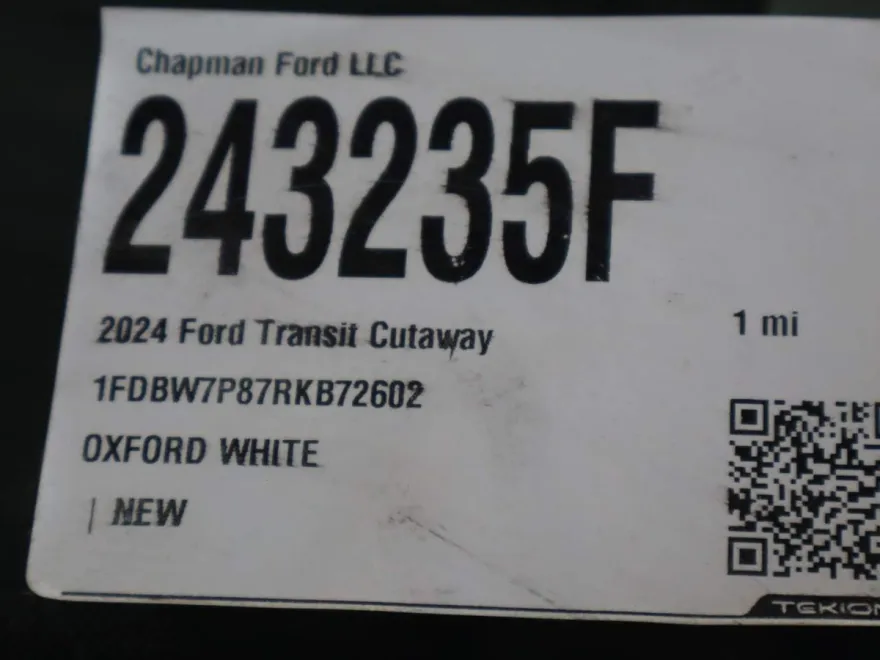 Chapman Ford LLC
243235F
2024 Ford Transit Cutaway
1 mi
1FDBW7P87RKB72602
OXFORD WHITE
| NEW
TEKION